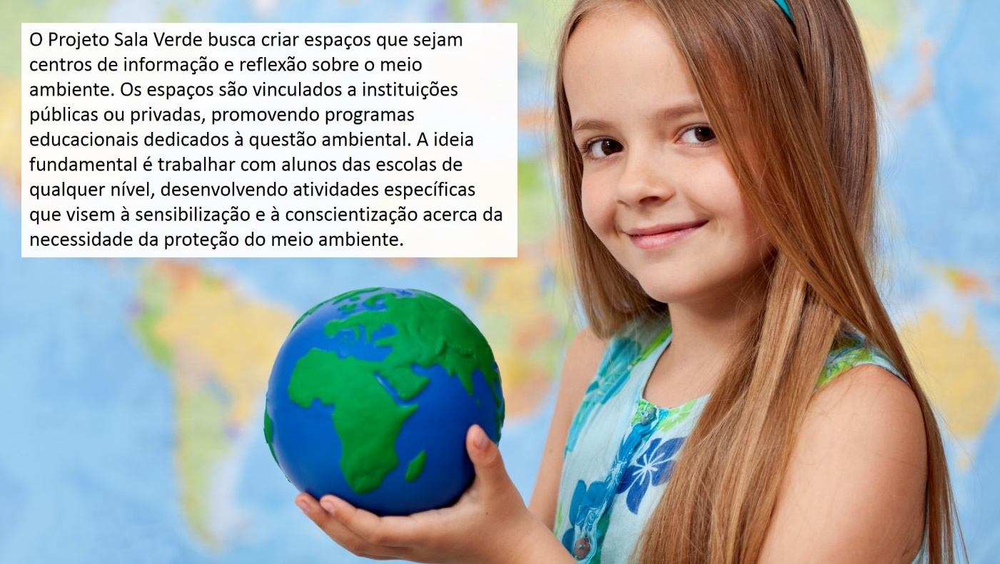 O Projeto Sala Verde busca criar espaços que sejam
centros de informação e reflexão sobre o meio
ambiente. Os espaços são vinculados a instituições
públicas ou privadas, promovendo programas
educacionais dedicados à questão ambiental. A ideia
fundamental é trabalhar com alunos das escolas de
qualquer nível, desenvolvendo atividades específicas
que visem à sensibilização e à conscientização acerca da
necessidade da proteção do meio ambiente.